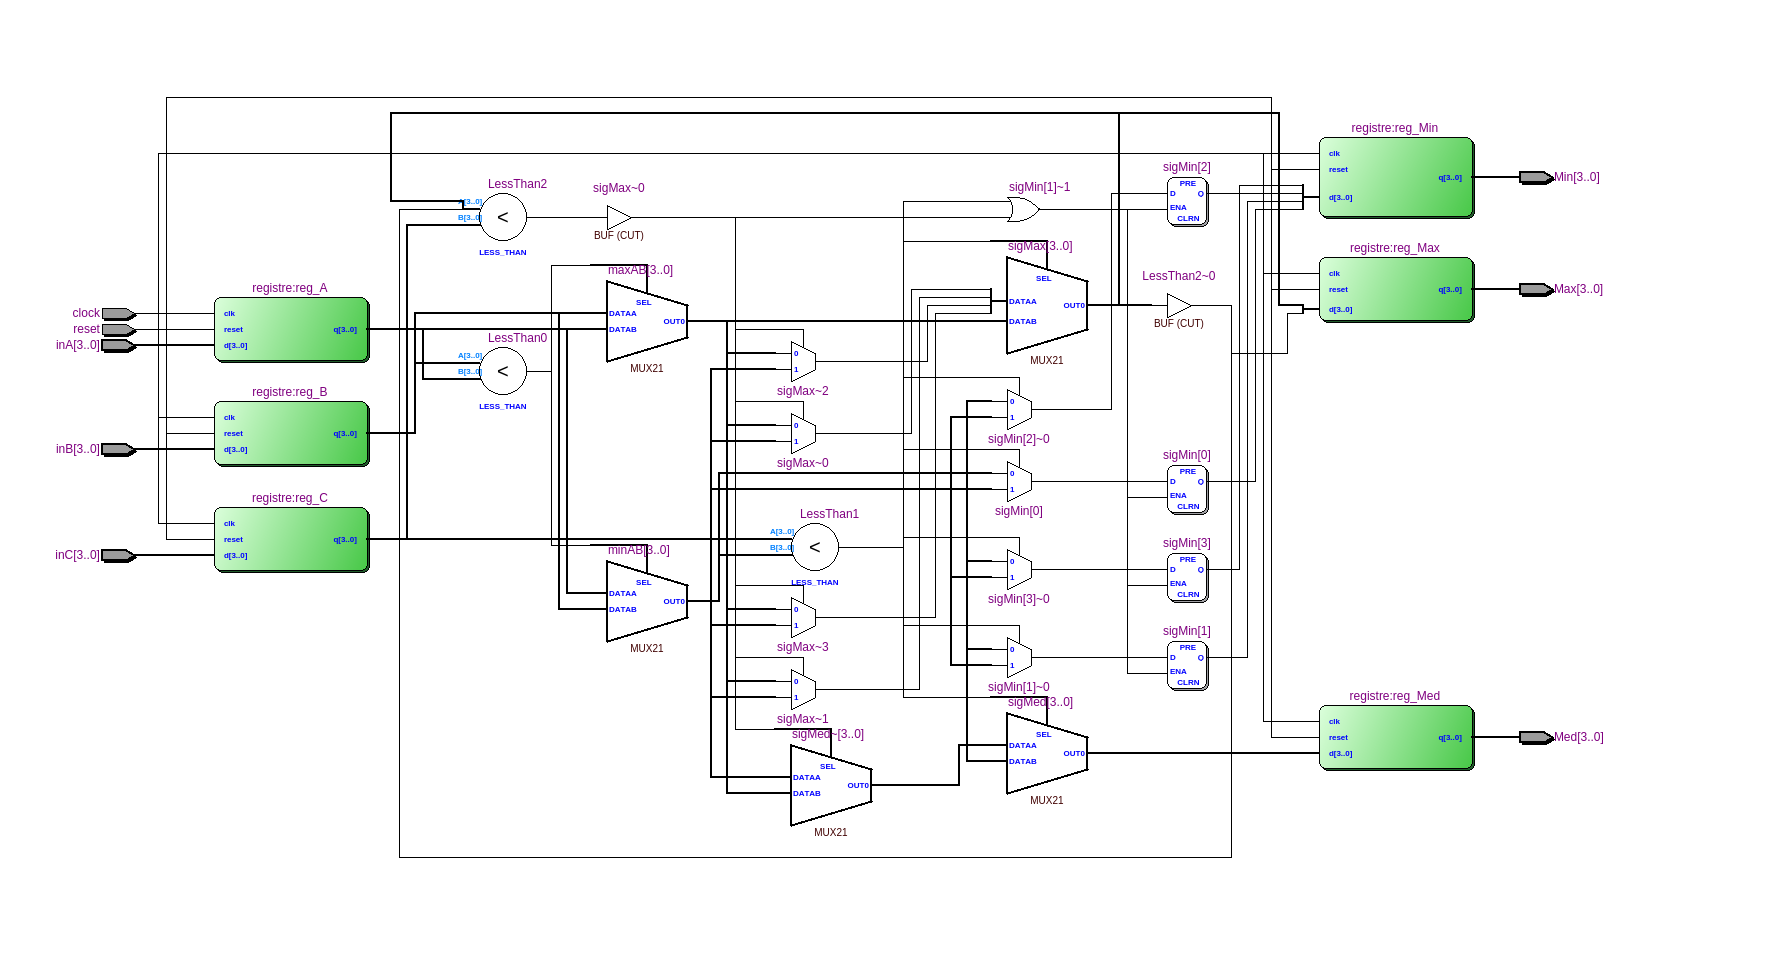 registre:reg_Min
clk
reset
q[3..0]
d[3..0]
Min[3..0]
sigMin[2]
PRE
D
Q
ENA
CLRN
LessThan2
A[3..0]
B[3..0]
<
LESS_THAN
sigMax~0
BUF (CUT)
sigMin[1]~1
sigMax[3..0]
SEL
DATAA
DATAB
OUT0
MUX21
LessThan2~0
BUF (CUT)
registre:reg_Max
clk
reset
q[3..0]
d[3..0]
Max[3..0]
maxAB[3..0]
SEL
DATAA
DATAB
OUT0
MUX21
clock
reset
inA[3..0]
registre:reg_A
clk
reset
q[3..0]
d[3..0]
LessThan0
A[3..0]
B[3..0]
<
LESS_THAN
0
1
sigMax~2
0
1
sigMax~0
0
1
sigMin[2]~0
inB[3..0]
registre:reg_B
clk
reset
q[3..0]
d[3..0]
0
1
sigMin[0]
sigMin[0]
PRE
D
Q
ENA
CLRN
inC[3..0]
registre:reg_C
clk
reset
q[3..0]
d[3..0]
LessThan1
A[3..0]
B[3..0]
<
LESS_THAN
0
1
sigMin[3]~0
sigMin[3]
PRE
D
Q
ENA
CLRN
minAB[3..0]
SEL
DATAA
DATAB
OUT0
MUX21
0
1
sigMax~3
0
1
sigMin[1]~0
sigMin[1]
PRE
D
Q
ENA
CLRN
0
1
sigMax~1
sigMed~[3..0]
SEL
DATAA
DATAB
OUT0
MUX21
sigMed[3..0]
SEL
DATAA
DATAB
OUT0
MUX21
registre:reg_Med
clk
reset
q[3..0]
d[3..0]
Med[3..0]